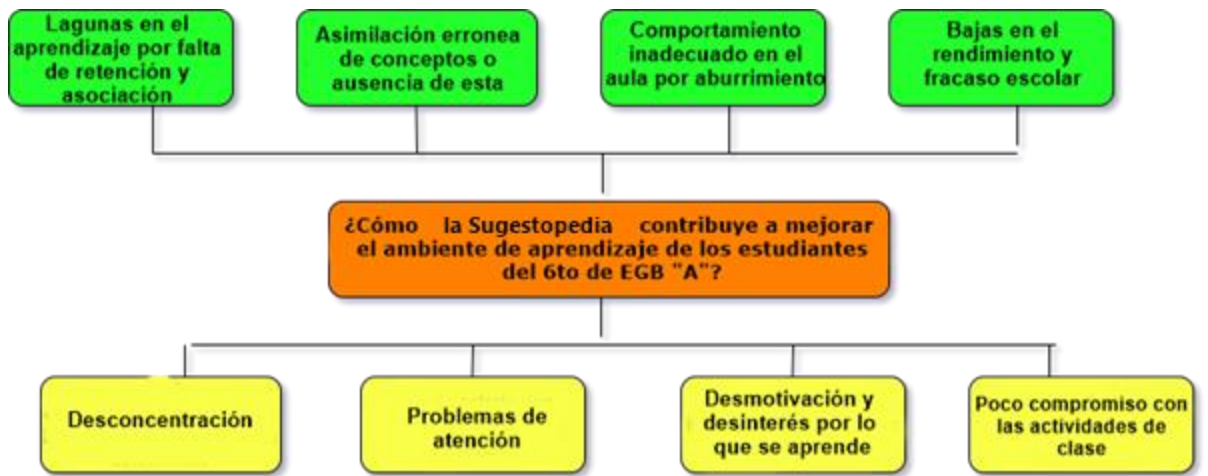 Lagunas en el
aprendizaje por falta
de retención y
asociación
Asimilación erronea
de conceptos o
ausencia de esta
Comportamiento
inadecuado en el
aula por aburrimiento
Bajas en el
rendimiento y
fracaso escolar
¿Cómo la Sugestopedia contribuye a mejorar
el ambiente de aprendizaje de los estudiantes
del 6to de EGB "A"?
Desconcentración
Problemas de
atención
Desmotivación y
desinterés por lo
que se aprende
Poco compromiso con
las actividades de
clase